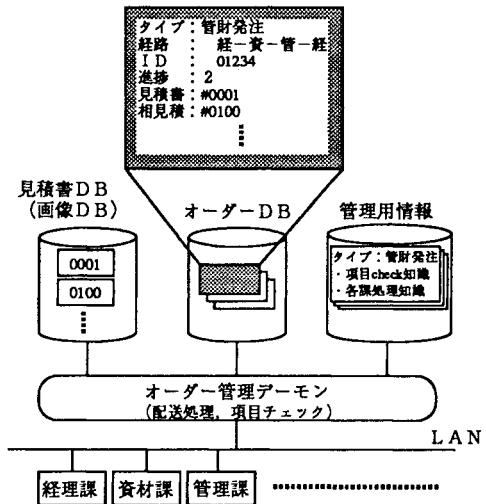 タイプ：管財発注
経路　：　経－資－管－経
ＩＤ　：　01234
進捗　：2
見積書：#0001
相見積：#0100
見積書ＤＢ
（画像ＤＢ）
オーダーＤＢ
管理用情報
0001
0100
タイプ：管財発注
・項目check知識
・各課処理知識
オーダー管理デーモン
（配送処理，項目チェック）
ＬＡＮ
経理課
資材課
管理課